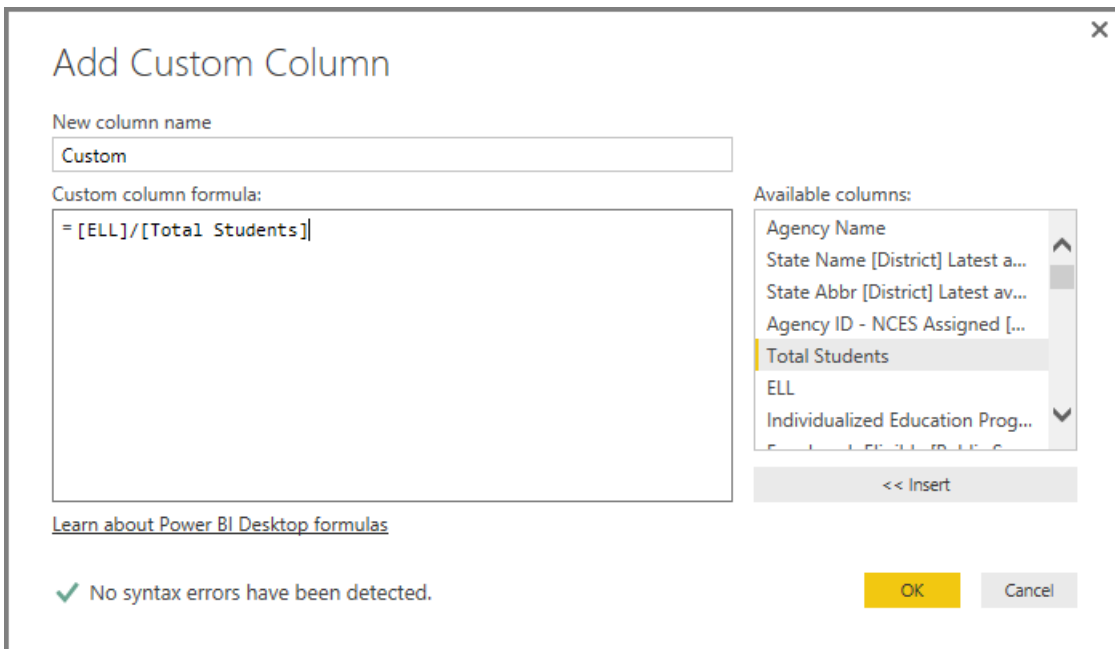 Add Custom Column
New column name
Custom
Custom column formula:
=[ELL]/[Total Students]
Available columns:
Agency Name
State Name [District] Latest a...
State Abbr [District] Latest av...
Agency ID - NCES Assigned [...
Total Students
ELL
Individualized Education Prog...
<< Insert
Learn about Power BI Desktop formulas
No syntax errors have been detected.
OK
Cancel